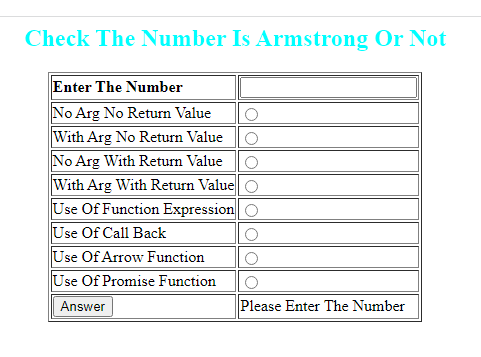 Check The Number Is Armstrong Or Not
Enter The Number
No Arg No Return Value
With Arg No Return Value
No Arg With Return Value
With Arg With Return Value
Use Of Function Expression
Use Of Call Back
Use Of Arrow Function
Use Of Promise Function
Answer Please Enter The Number